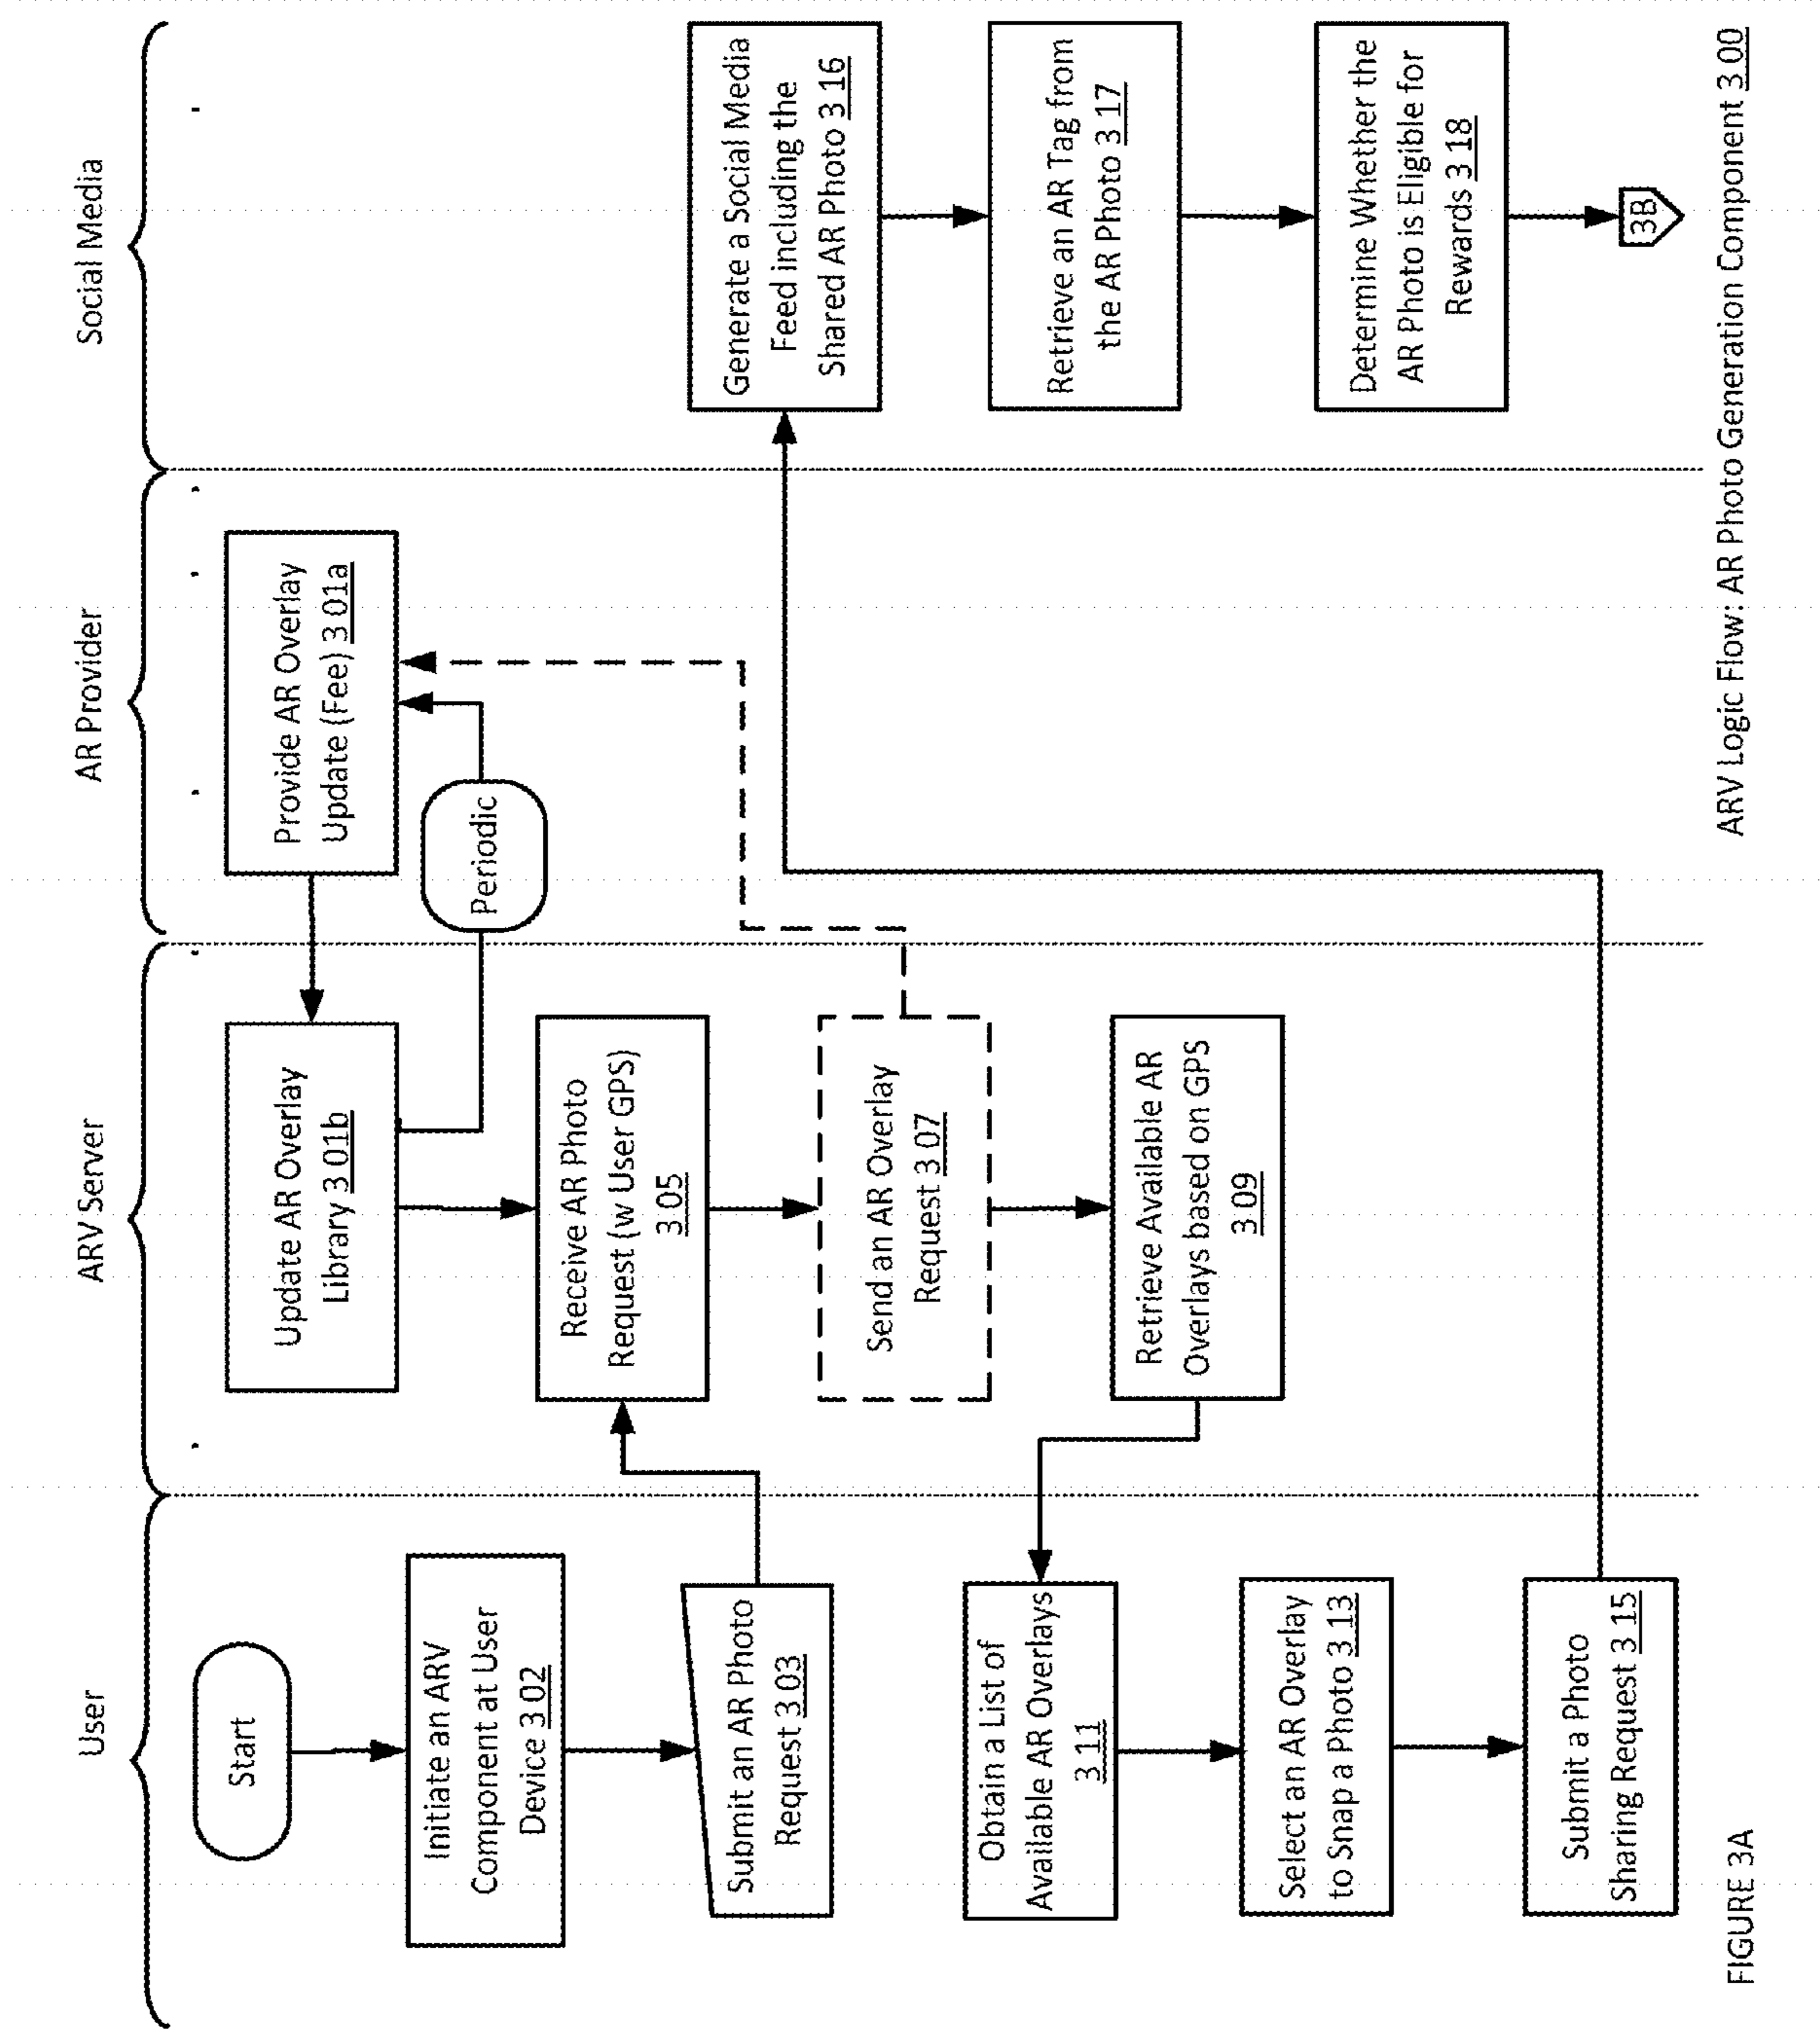 User
ARV Server
AR Provider
Social Media
Start
Initiate an ARV
Component at User
Device 3 02
Submit an AR Photo
Request 3 03
Obtain a List of
Available AR Overlays
3 11
Select an AR Overlay
to Snap a Photo 3 13
Submit a Photo
Sharing Request 3 15
Update AR Overlay
Library 3 01b
Receive AR Photo
Request (w User GPS)
3 05
Send an AR Overlay
Request 3 07
Retrieve Available AR
Overlays based on GPS
3 09
Provide AR Overlay
Update (Fee) 3 01a
Periodic
Generate a Social Media
Feed including the
Shared AR Photo 3 16
Retrieve an AR Tag from
the AR Photo 3 17
Determine Whether the
AR Photo is Eligible for
Rewards 3 18
3B
FIGURE 3A
ARV Logic Flow: AR Photo Generation Component 3 00